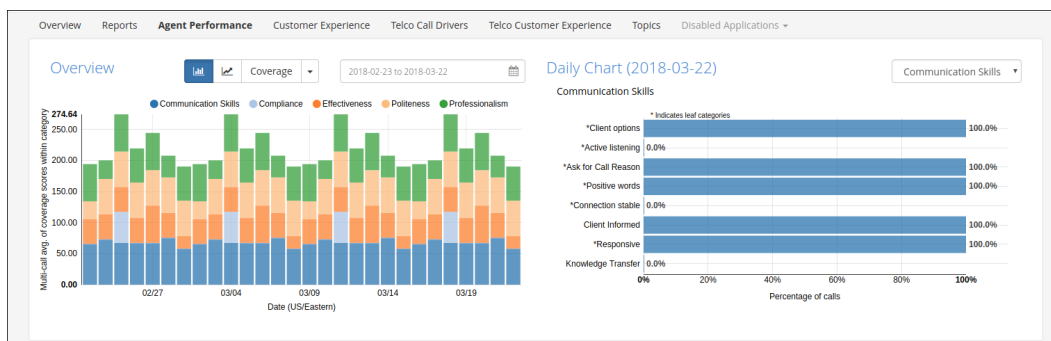 Overview Reports Agent Performance Customer Experience Telco Call Drivers Telco Customer Experience Topics Disabled Applications
Overview
Coverage
2018-02-23 to 2018-03-22
Communication Skills Compliance Effectiveness Politeness Professionalism
Multi-call avg. of coverage scores within category
274.64
250.00
200.00
150.00
100.00
50.00
0.00
02/27 03/04 03/09 03/14 03/19
Date (US/Eastern)
Daily Chart (2018-03-22)
Communication Skills
Communication Skills
* Indicates leaf categories
*Client options 100.0%
*Active listening 0.0%
*Ask for Call Reason 100.0%
*Positive words 100.0%
*Connection stable 0.0%
Client Informed 100.0%
*Responsive 100.0%
Knowledge Transfer 0.0%
0% 20% 40% 60% 80% 100%
Percentage of calls